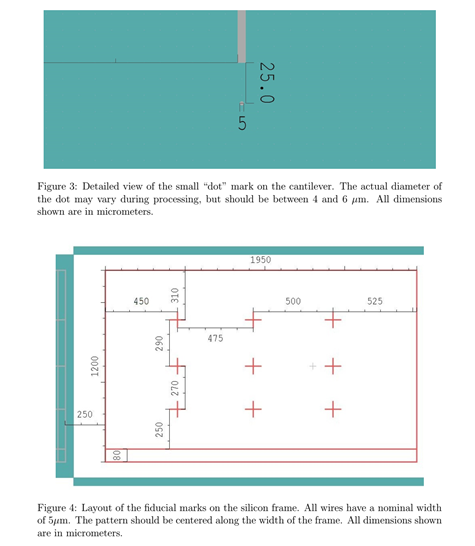 25.0
5
Figure 3: Detailed view of the small “dot” mark on the cantilever. The actual diameter of
the dot may vary during processing, but should be between 4 and 6 μm. All dimensions
shown are in micrometers.
1950
450
310
500
525
475
290
1200
270
250
250
80
Figure 4: Layout of the fiducial marks on the silicon frame. All wires have a nominal width
of 5μm. The pattern should be centered along the width of the frame. All dimensions shown
are in micrometers.